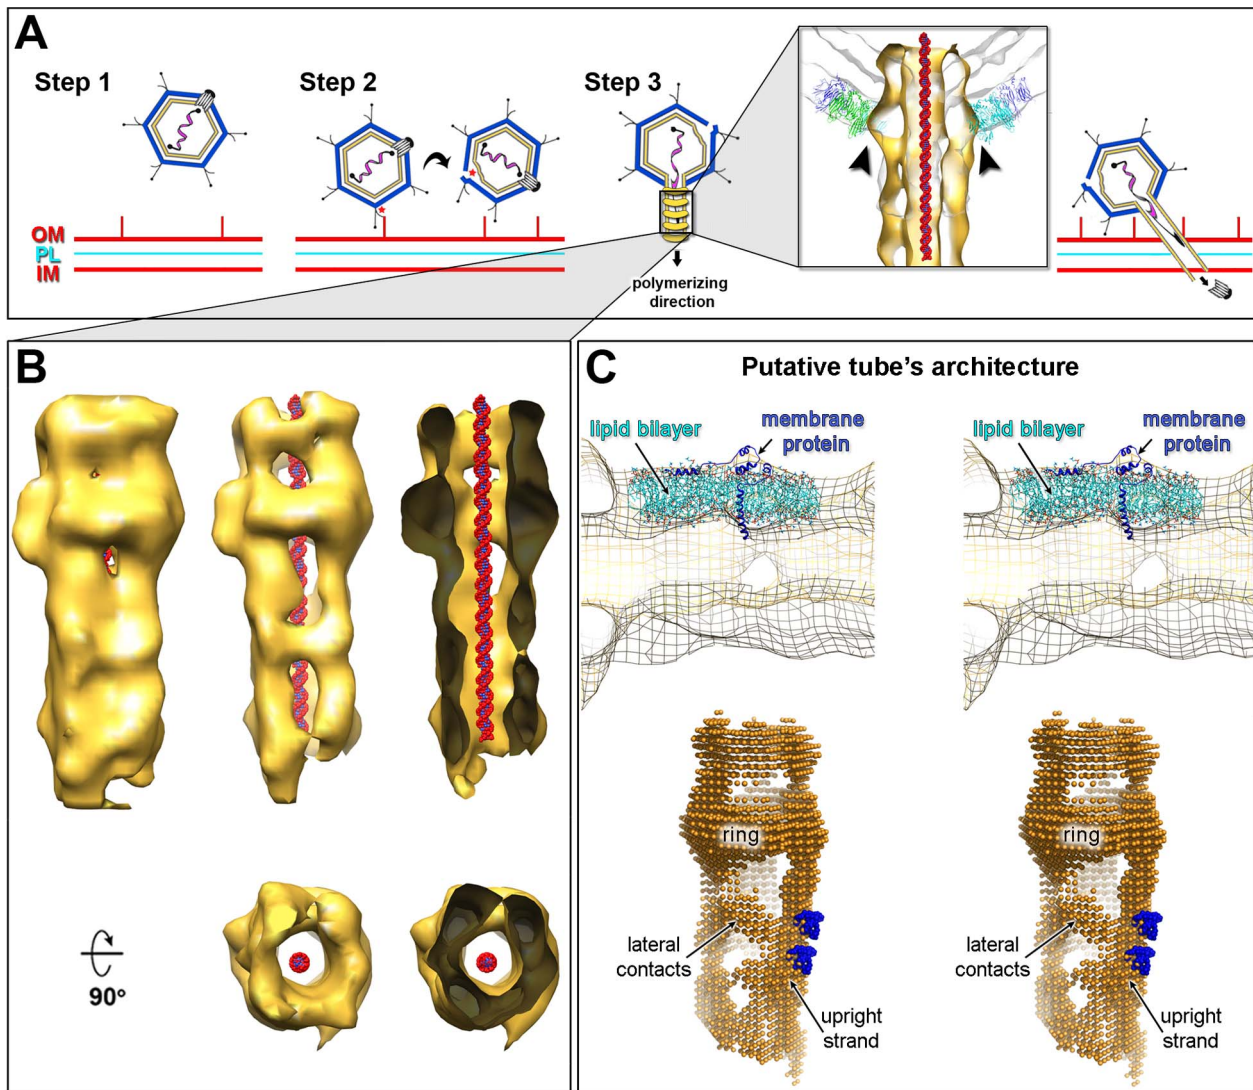 A
Step 1
Step 2
Step 3
OM
PL
IM
polymerizing
direction
B
90°
C
Putative tube's architecture
lipid bilayer
membrane
protein
lipid bilayer
membrane
protein
ring
lateral
contacts
upright
strand
ring
lateral
contacts
upright
strand